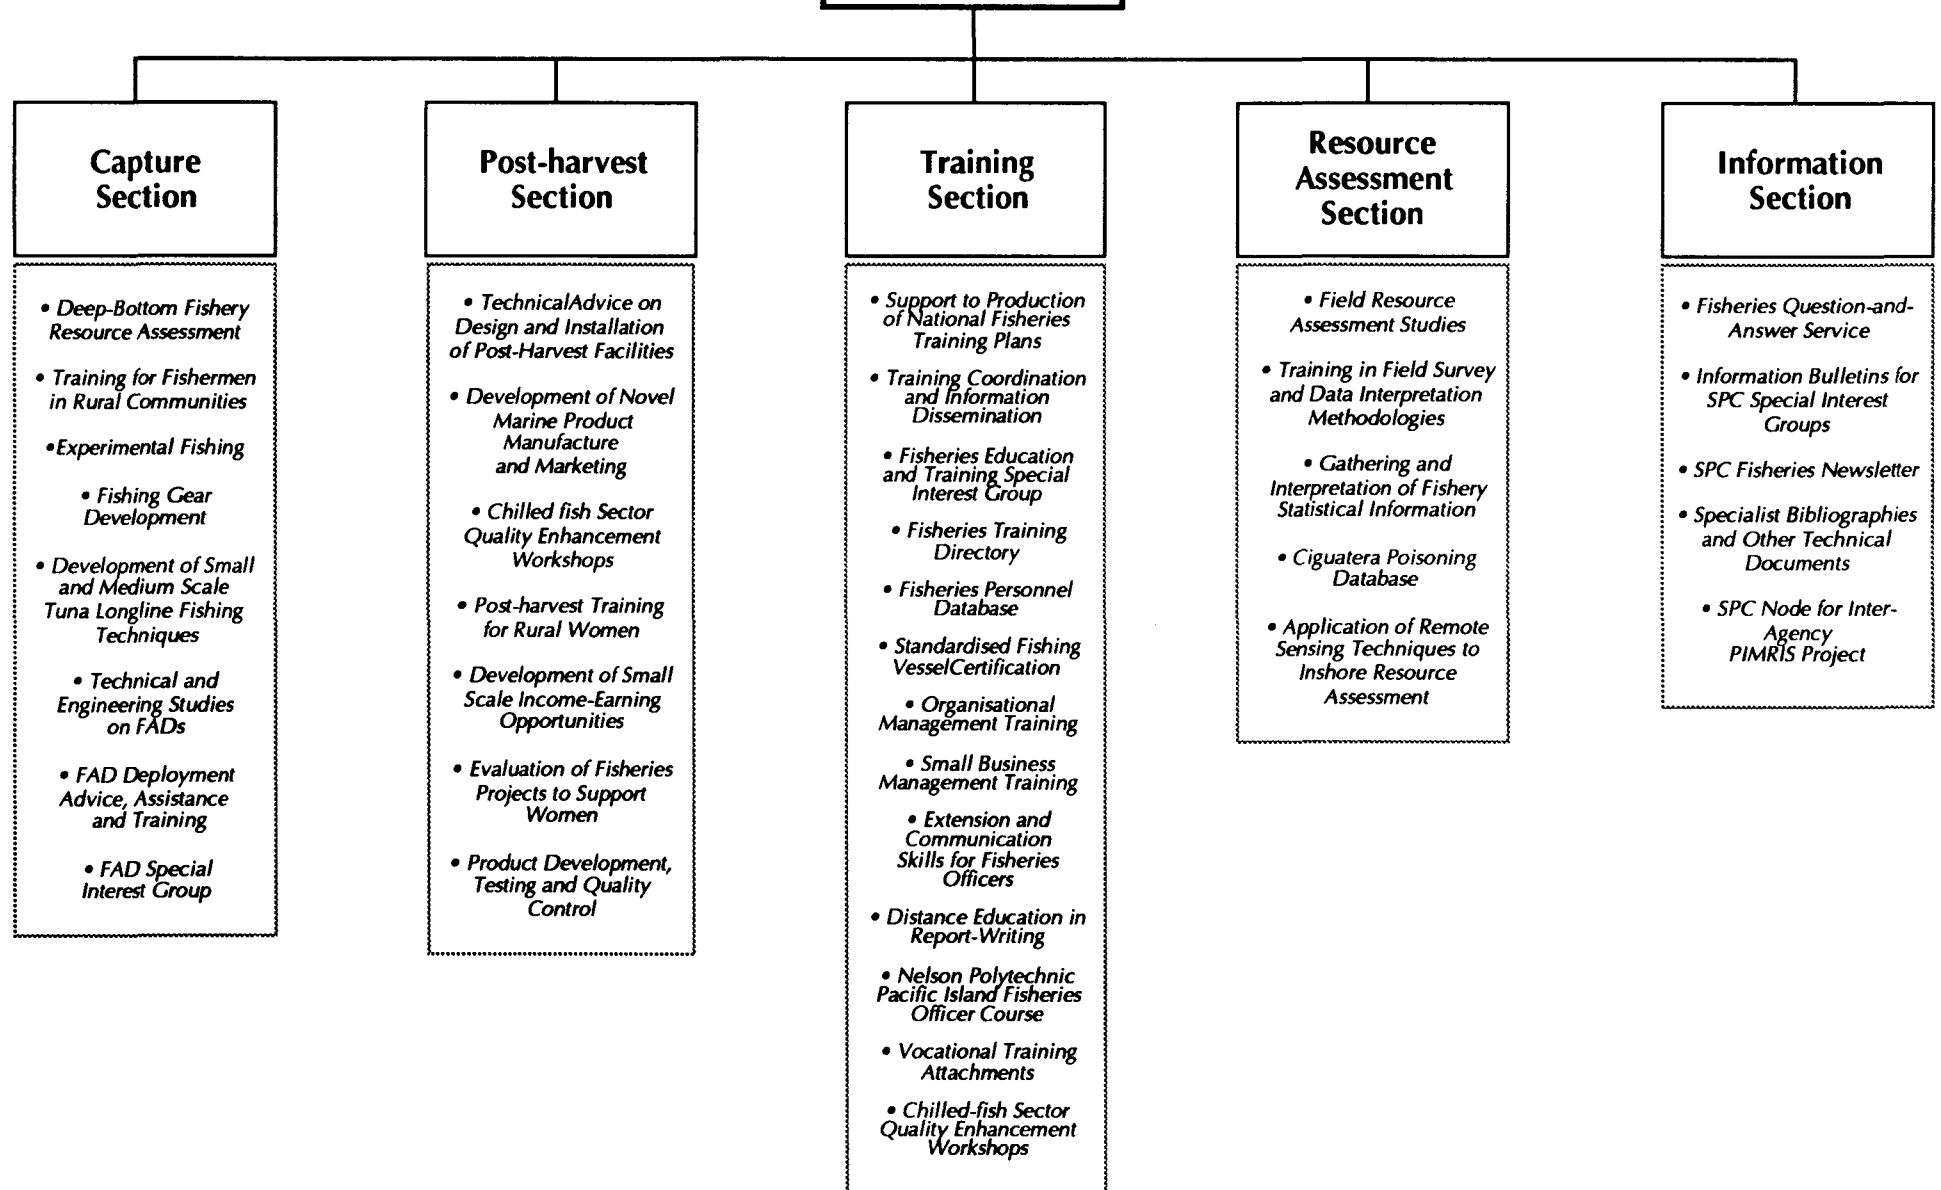 Capture
Section
• Deep-Bottom Fishery
Resource Assessment
• Training for Fishermen
in Rural Communities
•Experimental Fishing
• Fishing Gear
Development
• Development of Small
and Medium Scale
Tuna Longline Fishing
Techniques
• Technical and
Engineering Studies
on FADs
• FAD Deployment
Advice, Assistance
and Training
• FAD Special
Interest Group
Post-harvest
Section
• TechnicalAdvice on
Design and Installation
of Post-Harvest Facilities
• Development of Novel
Marine Product
Manufacture
and Marketing
• Chilled fish Sector
Quality Enhancement
Workshops
• Post-harvest Training
for Rural Women
• Development of Small
Scale Income-Earning
Opportunities
• Evaluation of Fisheries
Projects to Support
Women
• Product Development,
Testing and Quality
Control
Training
Section
• Support to Production
of National Fisheries
Training Plans
• Training Coordination
and Information
Dissemination
• Fisheries Education
and Training Special
Interest Group
• Fisheries Training
Directory
• Fisheries Personnel
Database
• Standardised Fishing
VesselCertification
• Organisational
Management Training
• Small Business
Management Training
• Extension and
Communication
Skills for Fisheries
Officers
• Distance Education in
Report-Writing
• Nelson Polytechnic
Pacific Island Fisheries
Officer Course
• Vocational Training
Attachments
• Chilled-fish Sector
Quality Enhancement
Workshops
Resource
Assessment
Section
• Field Resource
Assessment Studies
• Training in Field Survey
and Data Interpretation
Methodologies
• Gathering and
Interpretation of Fishery
Statistical Information
• Ciguatera Poisoning
Database
• Application of Remote
Sensing Techniques to
Inshore Resource
Assessment
Information
Section
• Fisheries Question-and-
Answer Service
• Information Bulletins for
SPC Special Interest
Groups
• SPC Fisheries Newsletter
• Specialist Bibliographies
and Other Technical
Documents
• SPC Node for Inter-
Agency
PIMRIS Project